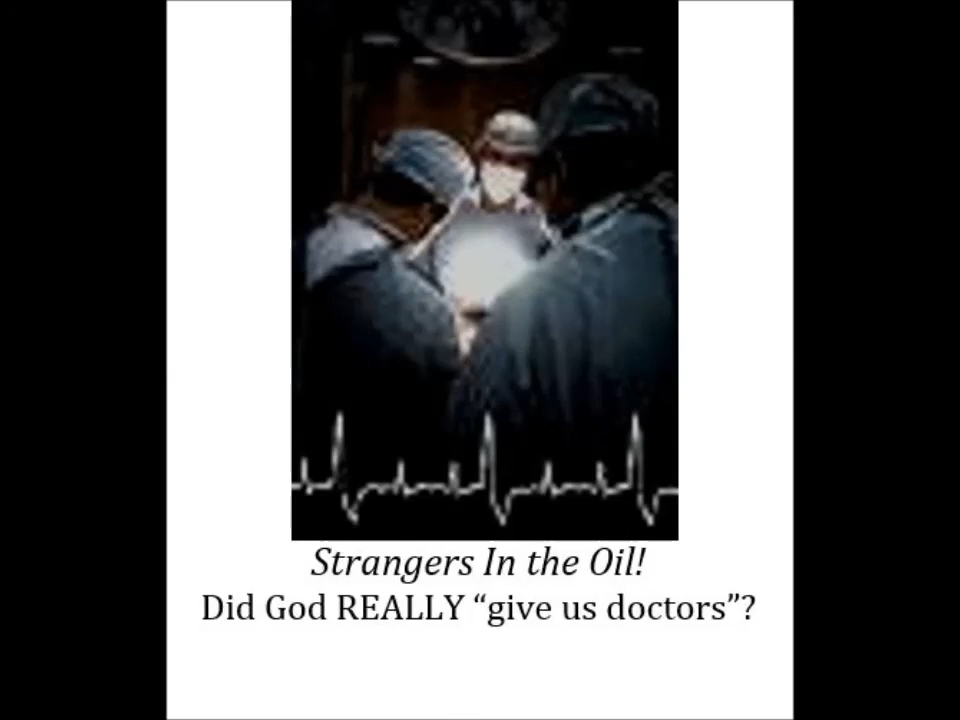 Strangers In the Oil!
Did God REALLY “give us doctors”?